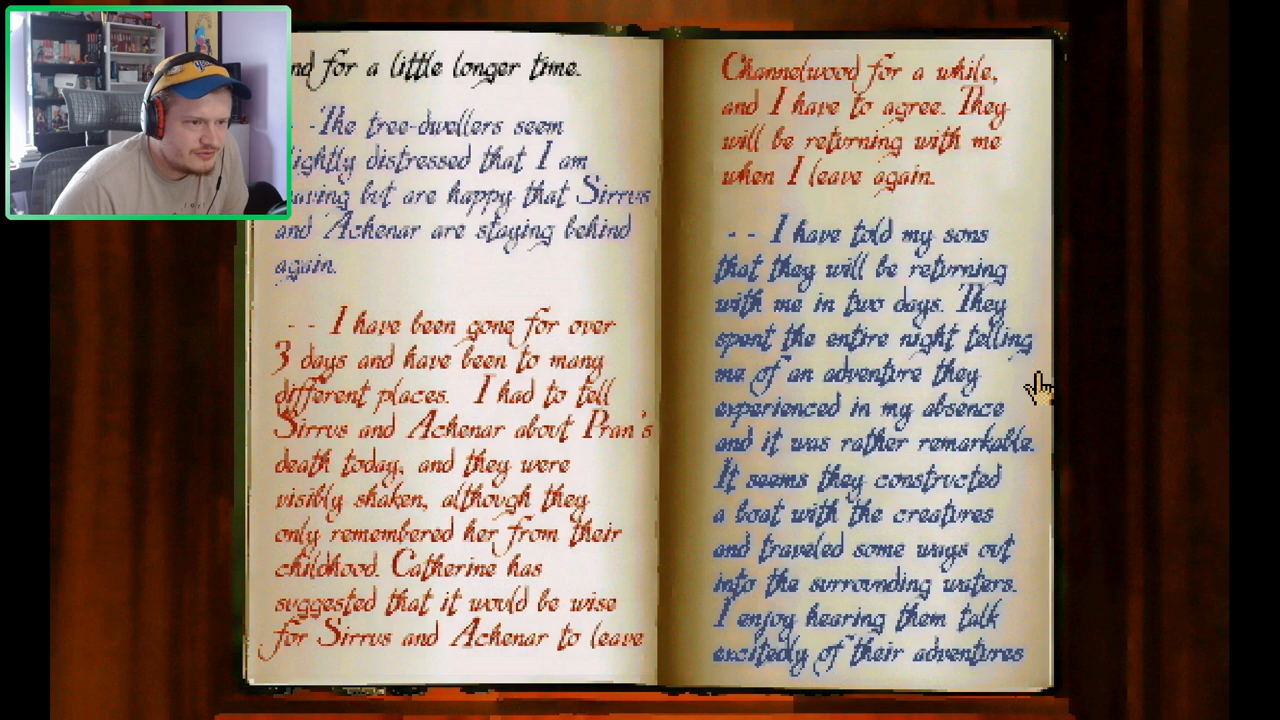 nd for a little longer time.
- -The tree-dwellers seem
lightly distressed that I am
aving but are happy that Sirrus
and Achenar are staying behind
again.
- - I have been gone for over
3 days and have been to many
different places. I had to tell
Sirrus and Achenar about Pran's
death today, and they were
visibly shaken, although they
only remembered her from their
childhood. Catherine has
suggested that it would be wise
for Sirrus and Achenar to leave
Channelwood for a while,
and I have to agree. They
will be returning with me
when I leave again.
- - I have told my sons
that they will be returning
with me in two days. They
spent the entire night telling
me of an adventure they
experienced in my absence
and it was rather remarkable.
It seems they constructed
a boat with the creatures
and traveled some ways out
into the surrounding waters.
I enjoy hearing them talk
excitedly of their adventures